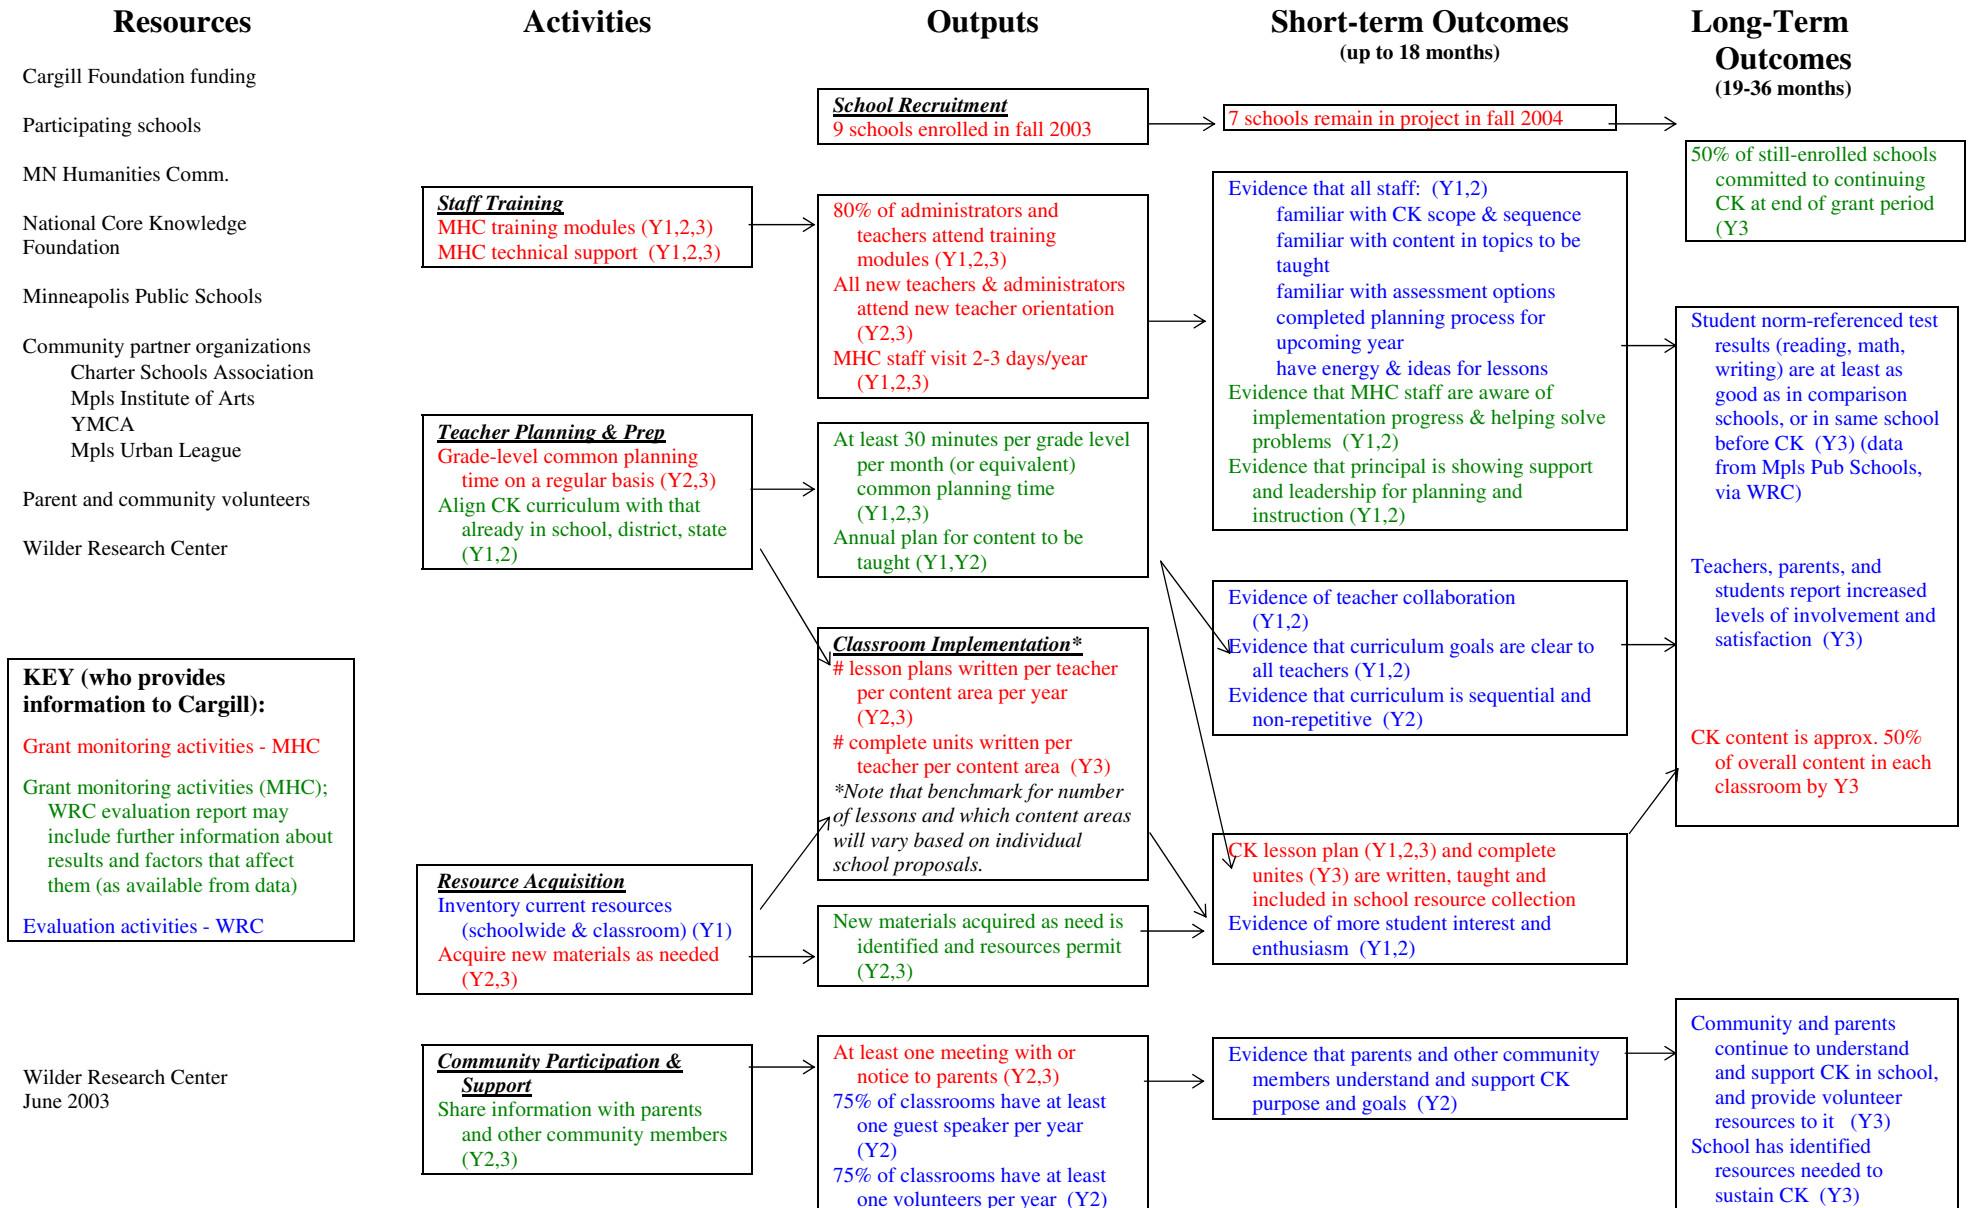 Resources
Cargill Foundation funding
Participating schools
MN Humanities Comm.
National Core Knowledge
Foundation
Minneapolis Public Schools
Community partner organizations
Charter Schools Association
Mpls Institute of Arts
YMCA
Mpls Urban League
Parent and community volunteers
Wilder Research Center
KEY (who provides
information to Cargill):
Grant monitoring activities - MHC
Grant monitoring activities (MHC);
WRC evaluation report may
include further information about
results and factors that affect
them (as available from data)
Evaluation activities - WRC
Wilder Research Center
June 2003
Activities
Staff Training
MHC training modules (Y1,2,3)
MHC technical support (Y1,2,3)
Teacher Planning & Prep
Grade-level common planning
time on a regular basis (Y2,3)
Align CK curriculum with that
already in school, district, state
(Y1,2)
Resource Acquisition
Inventory current resources
(schoolwide & classroom) (Y1)
Acquire new materials as needed
(Y2,3)
Community Participation &
Support
Share information with parents
and other community members
(Y2,3)
Outputs
School Recruitment
9 schools enrolled in fall 2003
80% of administrators and
teachers attend training
modules (Y1,2,3)
All new teachers & administrators
attend new teacher orientation
(Y2,3)
MHC staff visit 2-3 days/year
(Y1,2,3)
At least 30 minutes per grade level
per month (or equivalent)
common planning time
(Y1,2,3)
Annual plan for content to be
taught (Y1,Y2)
Classroom Implementation*
# lesson plans written per teacher
per content area per year
(Y2,3)
# complete units written per
teacher per content area (Y3)
*Note that benchmark for number
of lessons and which content areas
will vary based on individual
school proposals.
New materials acquired as need is
identified and resources permit
(Y2,3)
At least one meeting with or
notice to parents (Y2,3)
75% of classrooms have at least
one guest speaker per year
(Y2)
75% of classrooms have at least
one volunteers per year (Y2)
Short-term Outcomes
(up to 18 months)
7 schools remain in project in fall 2004
Evidence that all staff: (Y1,2)
familiar with CK scope & sequence
familiar with content in topics to be
taught
familiar with assessment options
completed planning process for
upcoming year
have energy & ideas for lessons
Evidence that MHC staff are aware of
implementation progress & helping solve
problems (Y1,2)
Evidence that principal is showing support
and leadership for planning and
instruction (Y1,2)
Evidence of teacher collaboration
(Y1,2)
Evidence that curriculum goals are clear to
all teachers (Y1,2)
Evidence that curriculum is sequential and
non-repetitive (Y2)
CK lesson plan (Y1,2,3) and complete
unites (Y3) are written, taught and
included in school resource collection
Evidence of more student interest and
enthusiasm (Y1,2)
Evidence that parents and other community
members understand and support CK
purpose and goals (Y2)
Long-Term
Outcomes
(19-36 months)
50% of still-enrolled schools
committed to continuing
CK at end of grant period
(Y3
Student norm-referenced test
results (reading, math,
writing) are at least as
good as in comparison
schools, or in same school
before CK (Y3) (data
from Mpls Pub Schools,
via WRC)
Teachers, parents, and
students report increased
levels of involvement and
satisfaction (Y3)
CK content is approx. 50%
of overall content in each
classroom by Y3
Community and parents
continue to understand
and support CK in school,
and provide volunteer
resources to it (Y3)
School has identified
resources needed to
sustain CK (Y3)